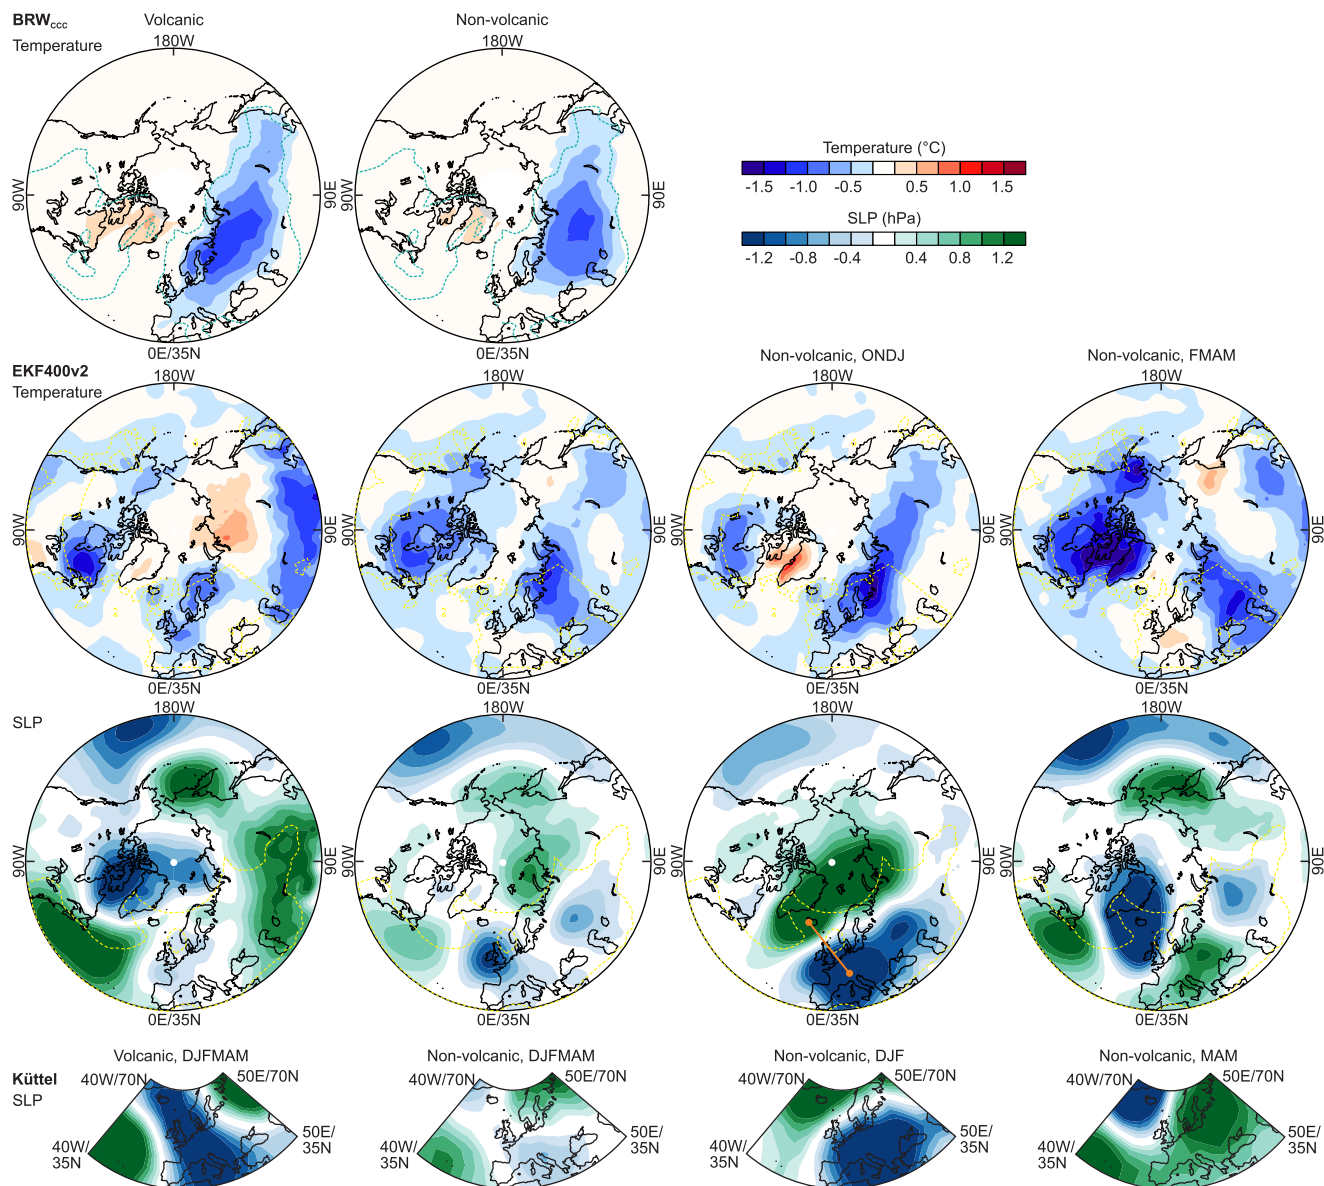 BRWccc
Volcanic
Non-volcanic
Temperature
180W
180W
90W
90E
90W
90E
0E/35N
0E/35N
Temperature (°C)
-1.5 -1.0 -0.5 0.5 1.0 1.5
SLP (hPa)
-1.2 -0.8 -0.4 0.4 0.8 1.2
EKF400v2
Non-volcanic, ONDJ
Non-volcanic, FMAM
Temperature
180W
180W
180W
180W
90W
90E
90W
90E
90W
90E
90W
90E
0E/35N
0E/35N
0E/35N
0E/35N
SLP
180W
180W
180W
180W
90W
90E
90W
90E
90W
90E
90W
90E
0E/35N
0E/35N
0E/35N
0E/35N
Küttel
SLP
Volcanic, DJFMAM
Non-volcanic, DJFMAM
Non-volcanic, DJF
Non-volcanic, MAM
40W/70N
50E/70N
40W/70N
50E/70N
40W/70N
50E/70N
40W/70N
50E/70N
40W/
35N
50E/
35N
40W/
35N
50E/
35N
40W/
35N
50E/
35N
40W/
35N
50E/
35N